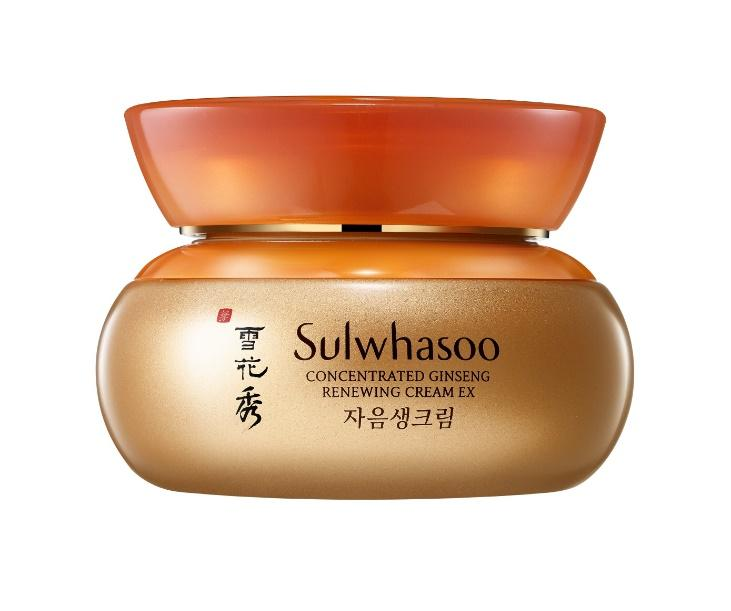 雪花秀
Sulwhasoo
CONCENTRATED GINSENG
RENEWING CREAM EX
자음생크림